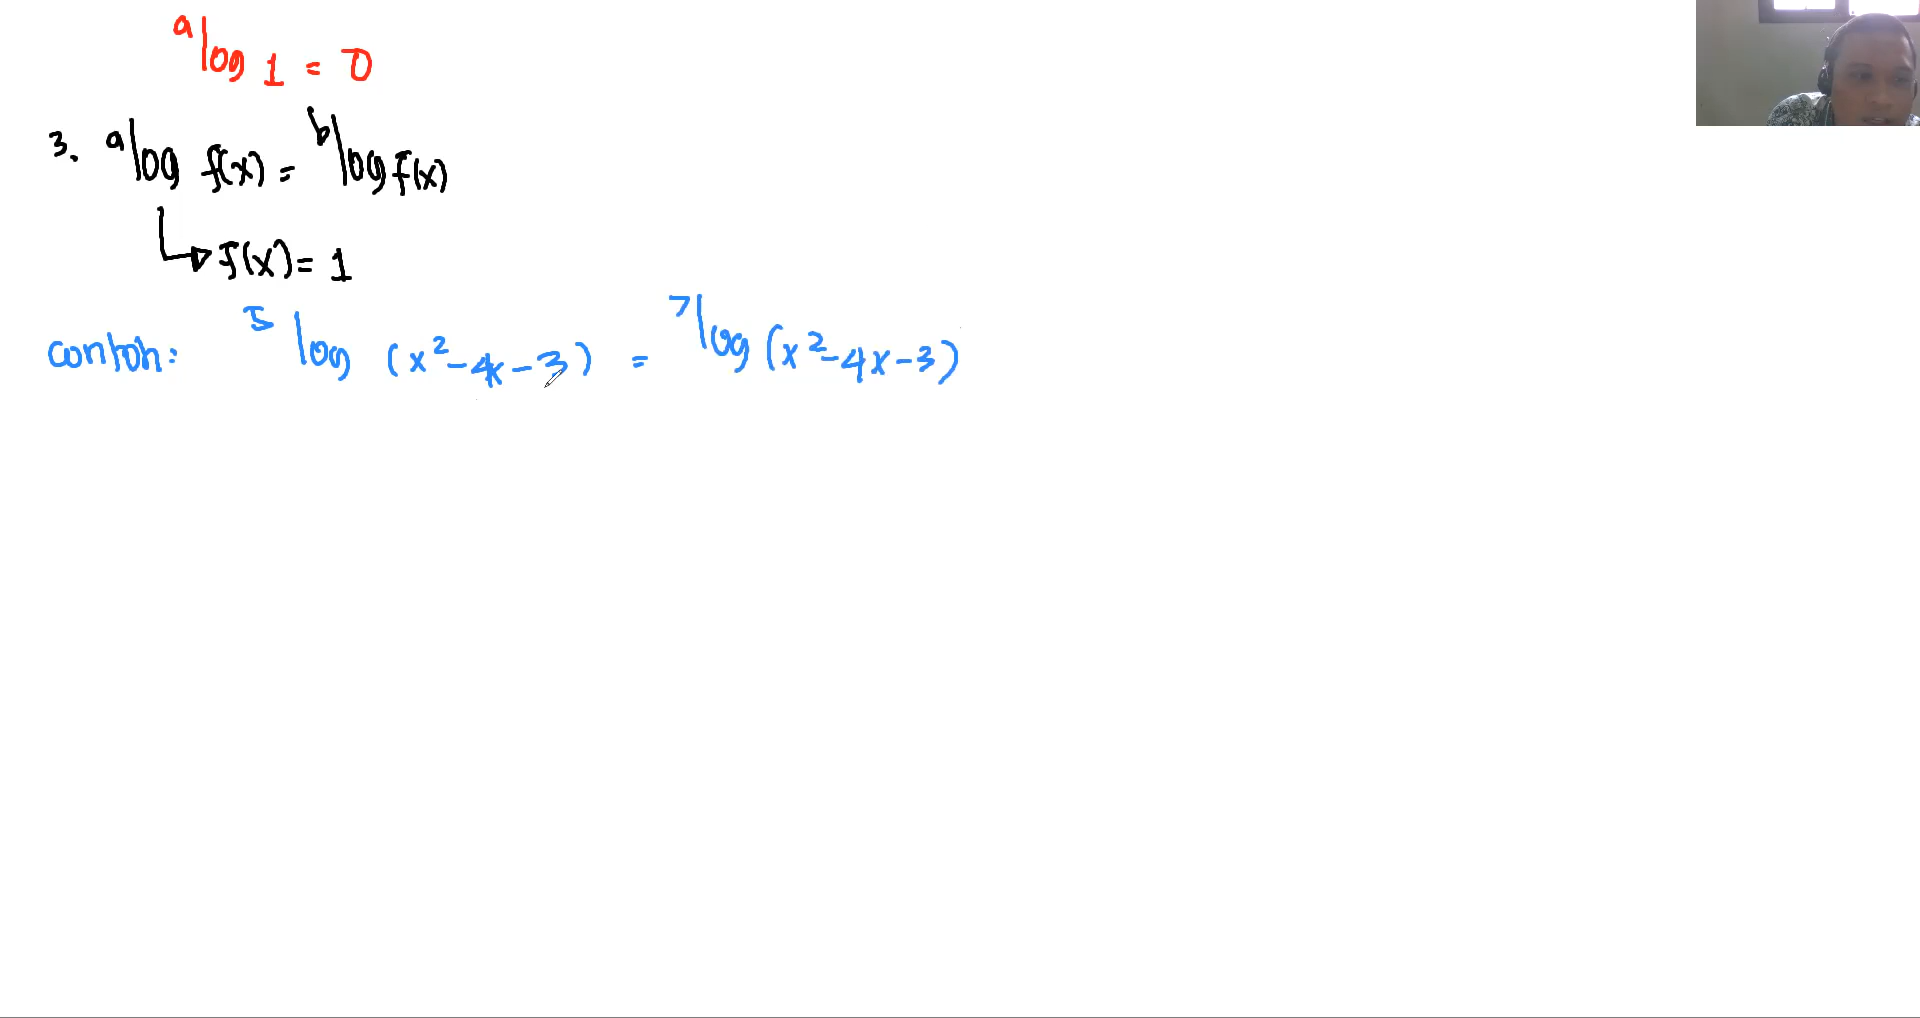 ᵃlog 1 = 0
3. ᵃlog f(x) = ᵇlog f(x)
f(x) = 1
contoh: ⁵log (x² - 4x - 3) = ⁷log (x² - 4x - 3)